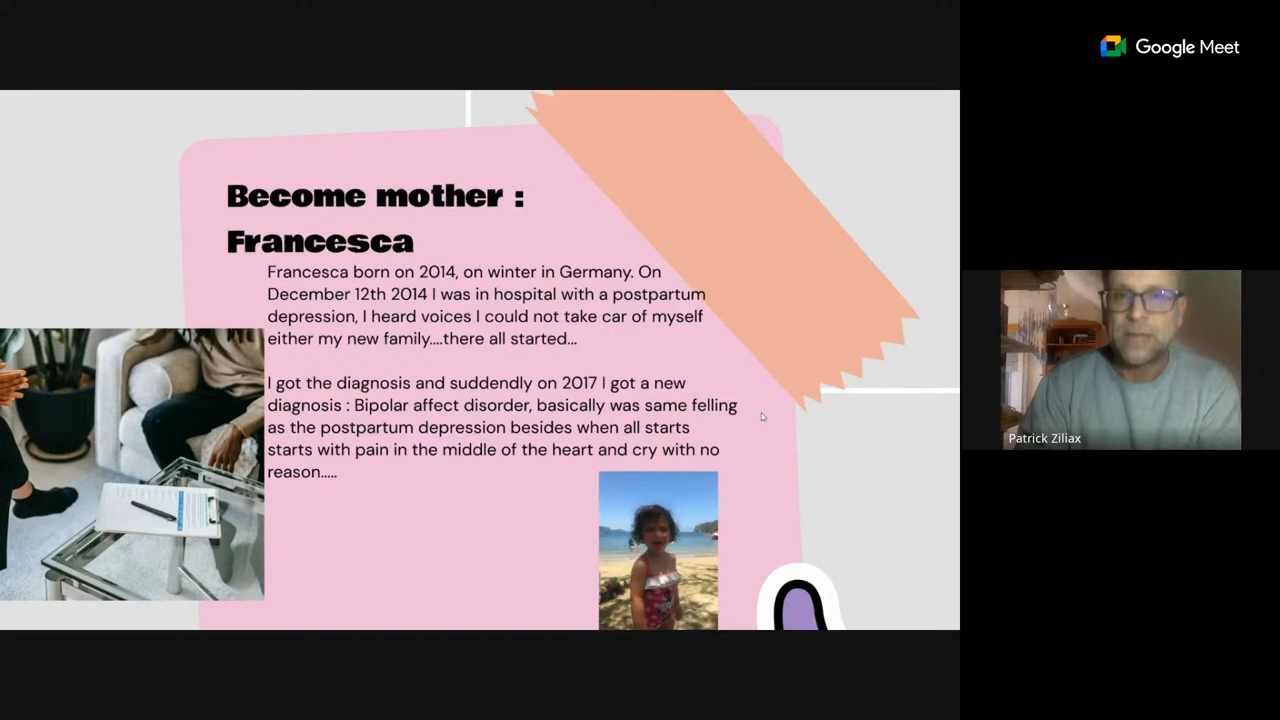 Google Meet
Become mother :
Francesca
Francesca born on 2014, on winter in Germany. On
December 12th 2014 I was in hospital with a postpartum
depression, I heard voices I could not take car of myself
either my new family....there all started...
I got the diagnosis and suddendly on 2017 I got a new
diagnosis : Bipolar affect disorder, basically was same felling
as the postpartum depression besides when all starts
starts with pain in the middle of the heart and cry with no
reason.....
Patrick Ziliax